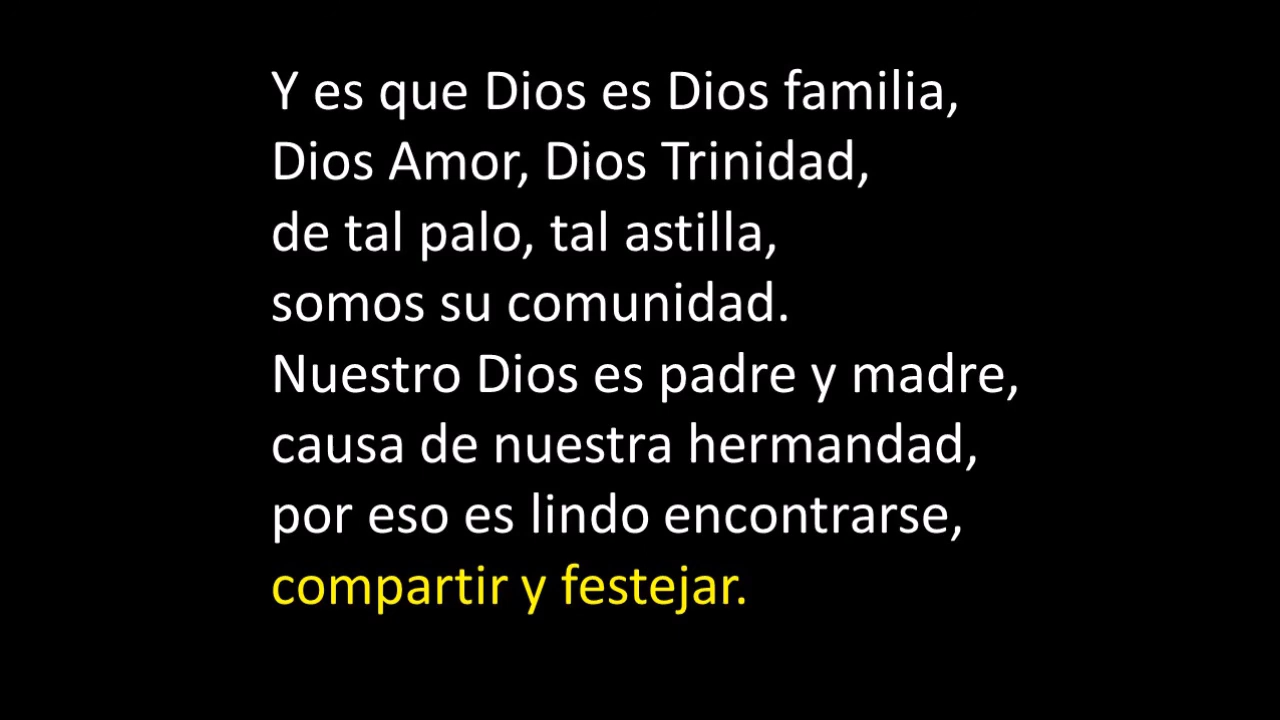 Y es que Dios es Dios familia,
Dios Amor, Dios Trinidad,
de tal palo, tal astilla,
somos su comunidad.
Nuestro Dios es padre y madre,
causa de nuestra hermandad,
por eso es lindo encontrarse,
compartir y festejar.